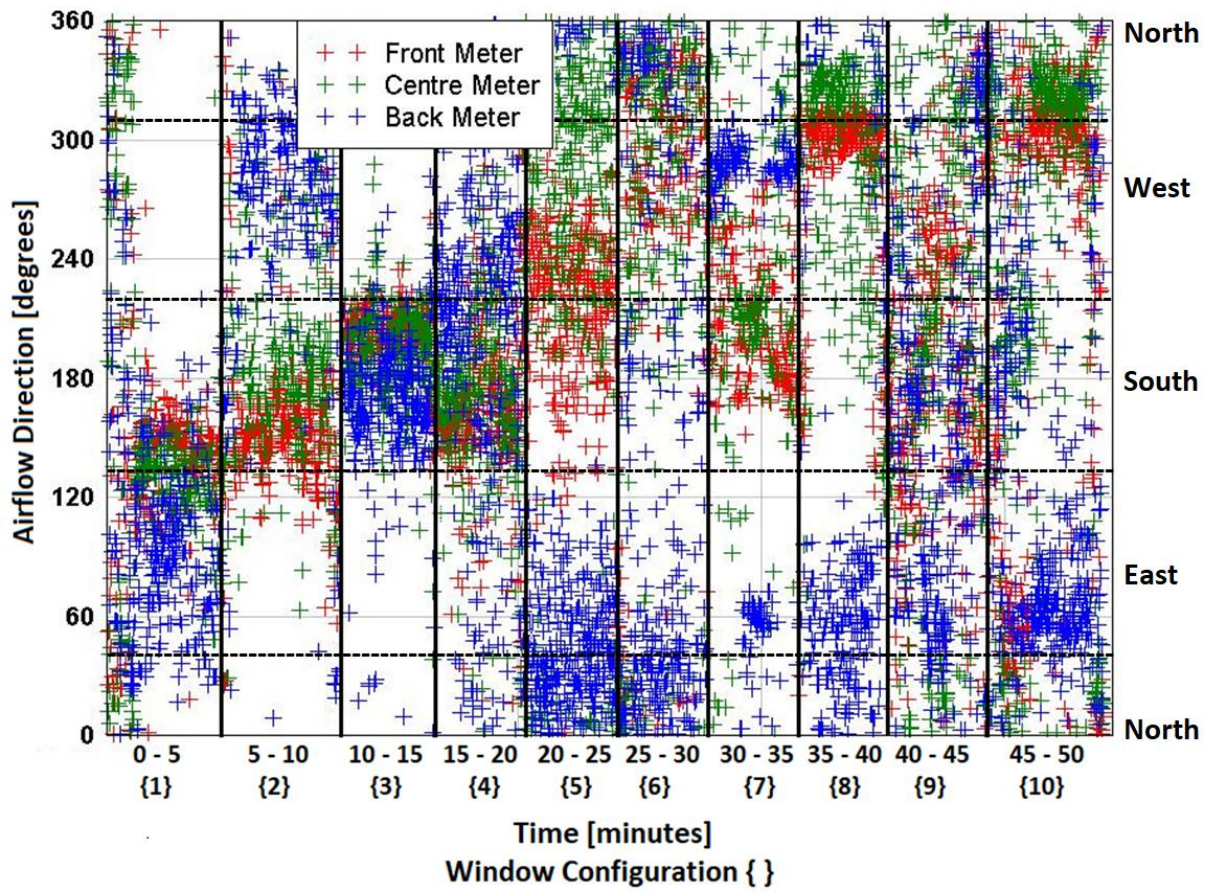 360
300
240
180
120
60
0
Airflow Direction [degrees]
Front Meter
Centre Meter
Back Meter
North
West
South
East
North
0 - 5 5 - 10 10 - 15 15 - 20 20 - 25 25 - 30 30 - 35 35 - 40 40 - 45 45 - 50
{1} {2} {3} {4} {5} {6} {7} {8} {9} {10}
Time [minutes]
Window Configuration { }